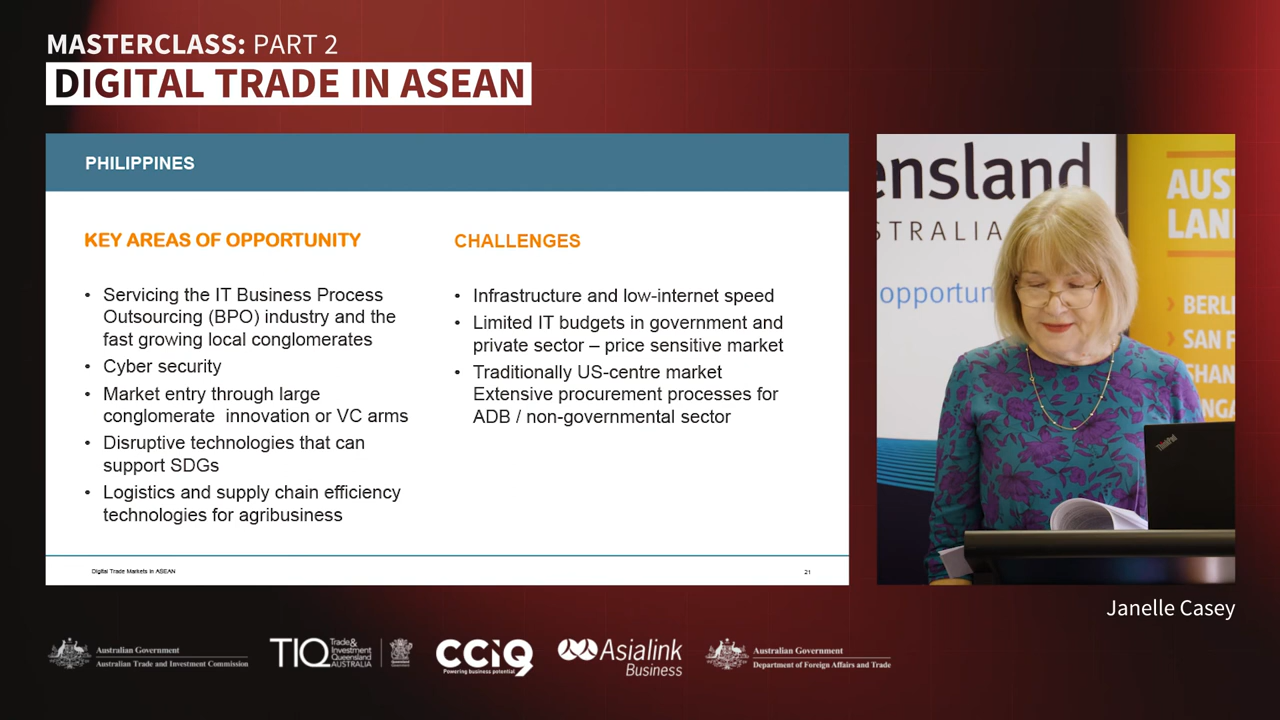 MASTERCLASS: PART 2
DIGITAL TRADE IN ASEAN
PHILIPPINES
KEY AREAS OF OPPORTUNITY
• Servicing the IT Business Process
Outsourcing (BPO) industry and the
fast growing local conglomerates
• Cyber security
• Market entry through large
conglomerate innovation or VC arms
• Disruptive technologies that can
support SDGs
• Logistics and supply chain efficiency
technologies for agribusiness
CHALLENGES
• Infrastructure and low-internet speed
• Limited IT budgets in government and
private sector – price sensitive market
• Traditionally US-centre market
Extensive procurement processes for
ADB / non-governmental sector
Digital Trade Markets in ASEAN
21
ensland
STRALIA
opportun
AUS
LAN
BERL
SAN F
SHAN
NGA
ThinkPad
Janelle Casey
Australian Government
Australian Trade and Investment Commission
TIQ
Trade&
Investment
Queensland
AUSTRALIA
CCIQ
Powering business potential
Asialink
Business
Australian Government
Department of Foreign Affairs and Trade